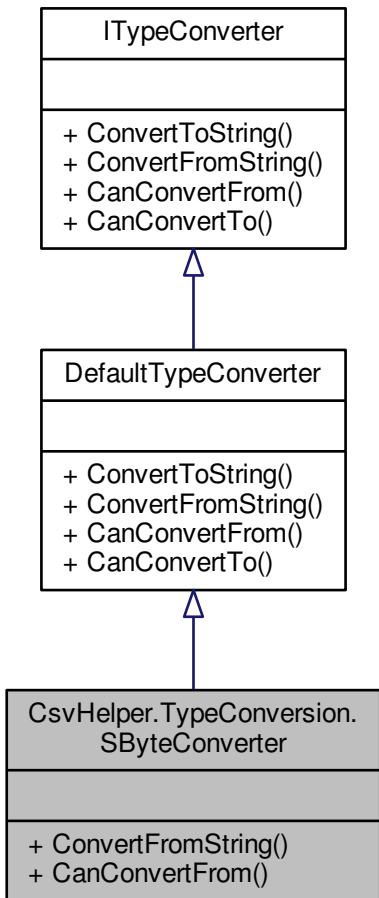 ITypeConverter
+ ConvertToString()
+ ConvertFromString()
+ CanConvertFrom()
+ CanConvertTo()
DefaultTypeConverter
+ ConvertToString()
+ ConvertFromString()
+ CanConvertFrom()
+ CanConvertTo()
CsvHelper.TypeConversion.
SByteConverter
+ ConvertFromString()
+ CanConvertFrom()